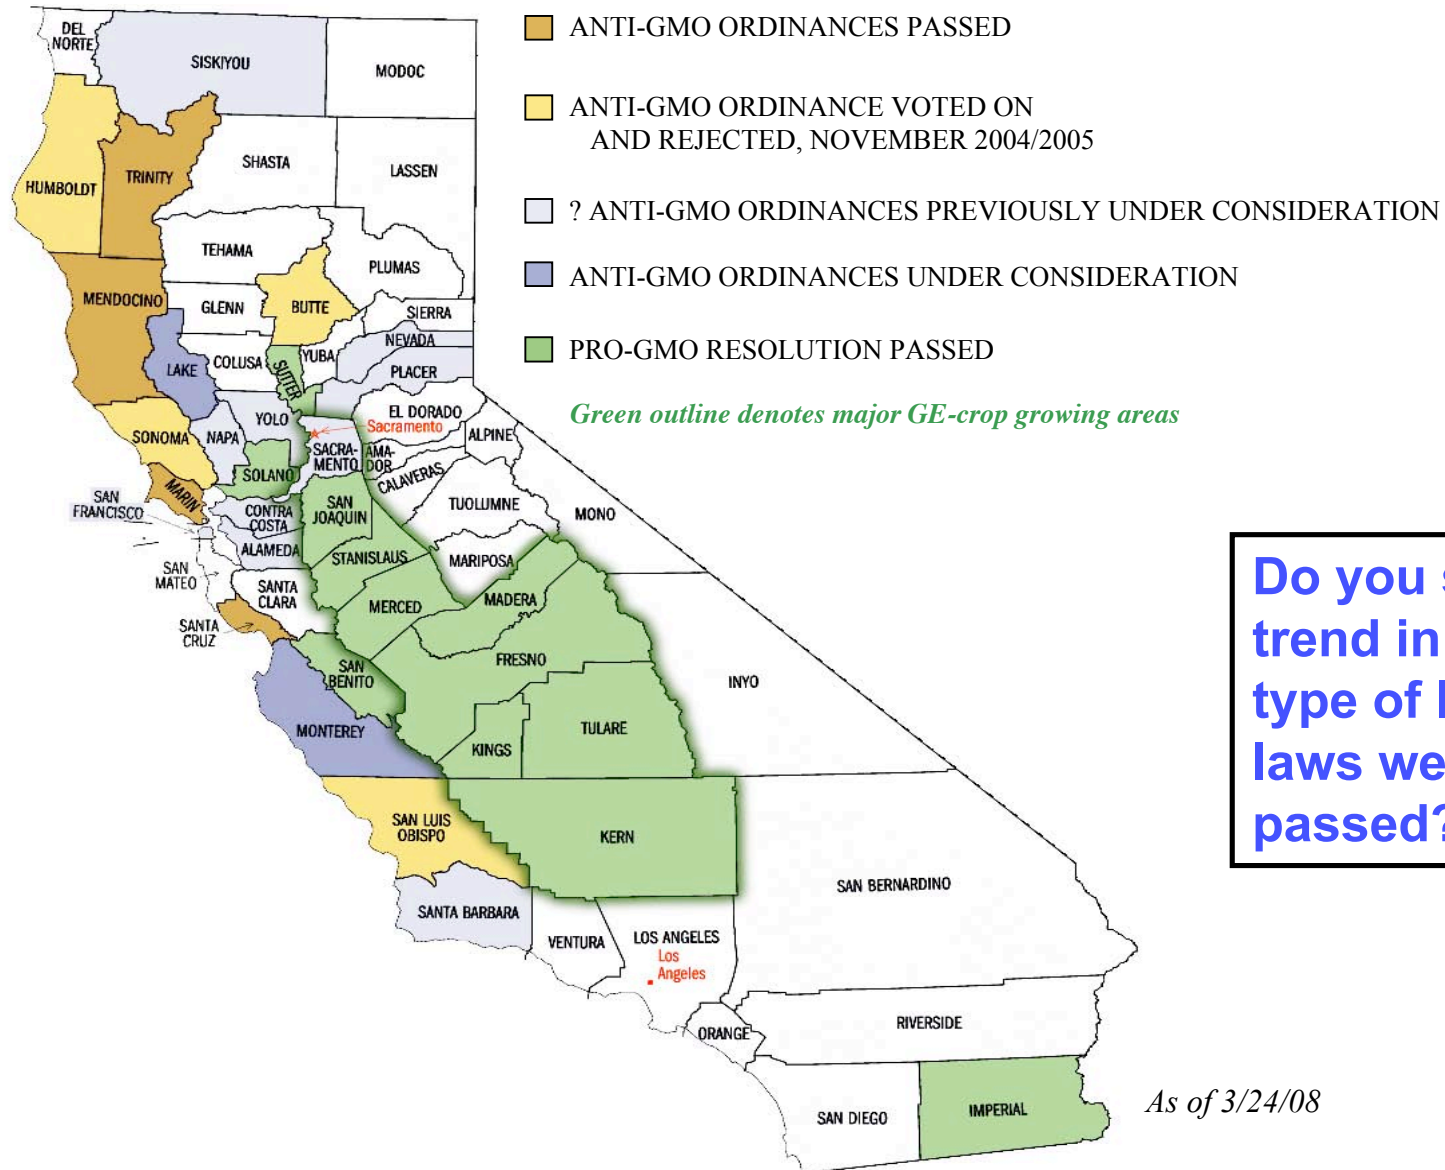 ANTI-GMO ORDINANCES PASSED
ANTI-GMO ORDINANCE VOTED ON
AND REJECTED, NOVEMBER 2004/2005
? ANTI-GMO ORDINANCES PREVIOUSLY UNDER CONSIDERATION
ANTI-GMO ORDINANCES UNDER CONSIDERATION
PRO-GMO RESOLUTION PASSED
Green outline denotes major GE-crop growing areas
DEL
NORTE
SISKIYOU
MODOC
HUMBOLDT
TRINITY
SHASTA
LASSEN
TEHAMA
PLUMAS
MENDOCINO
GLENN
BUTTE
SIERRA
NEVADA
YUBA
COLUSA
LAKE
SUTTER
PLACER
YOLO
EL DORADO
Sacramento
ALPINE
SONOMA
NAPA
SACRA-
MENTO
AMA-
DOR
SOLANO
CALAVERAS
MARIN
SAN
FRANCISCO
CONTRA
COSTA
SAN
JOAQUIN
TUOLUMNE
MONO
ALAMEDA
STANISLAUS
MARIPOSA
SAN
MATEO
SANTA
CLARA
MERCED
MADERA
SANTA
CRUZ
SAN
BENITO
FRESNO
INYO
MONTEREY
KINGS
TULARE
SAN LUIS
OBISPO
KERN
SAN BERNARDINO
SANTA BARBARA
VENTURA
LOS ANGELES
Los
Angeles
ORANGE
RIVERSIDE
SAN DIEGO
IMPERIAL
Do you
trend in
type of
laws
passed?
As of 3/24/08